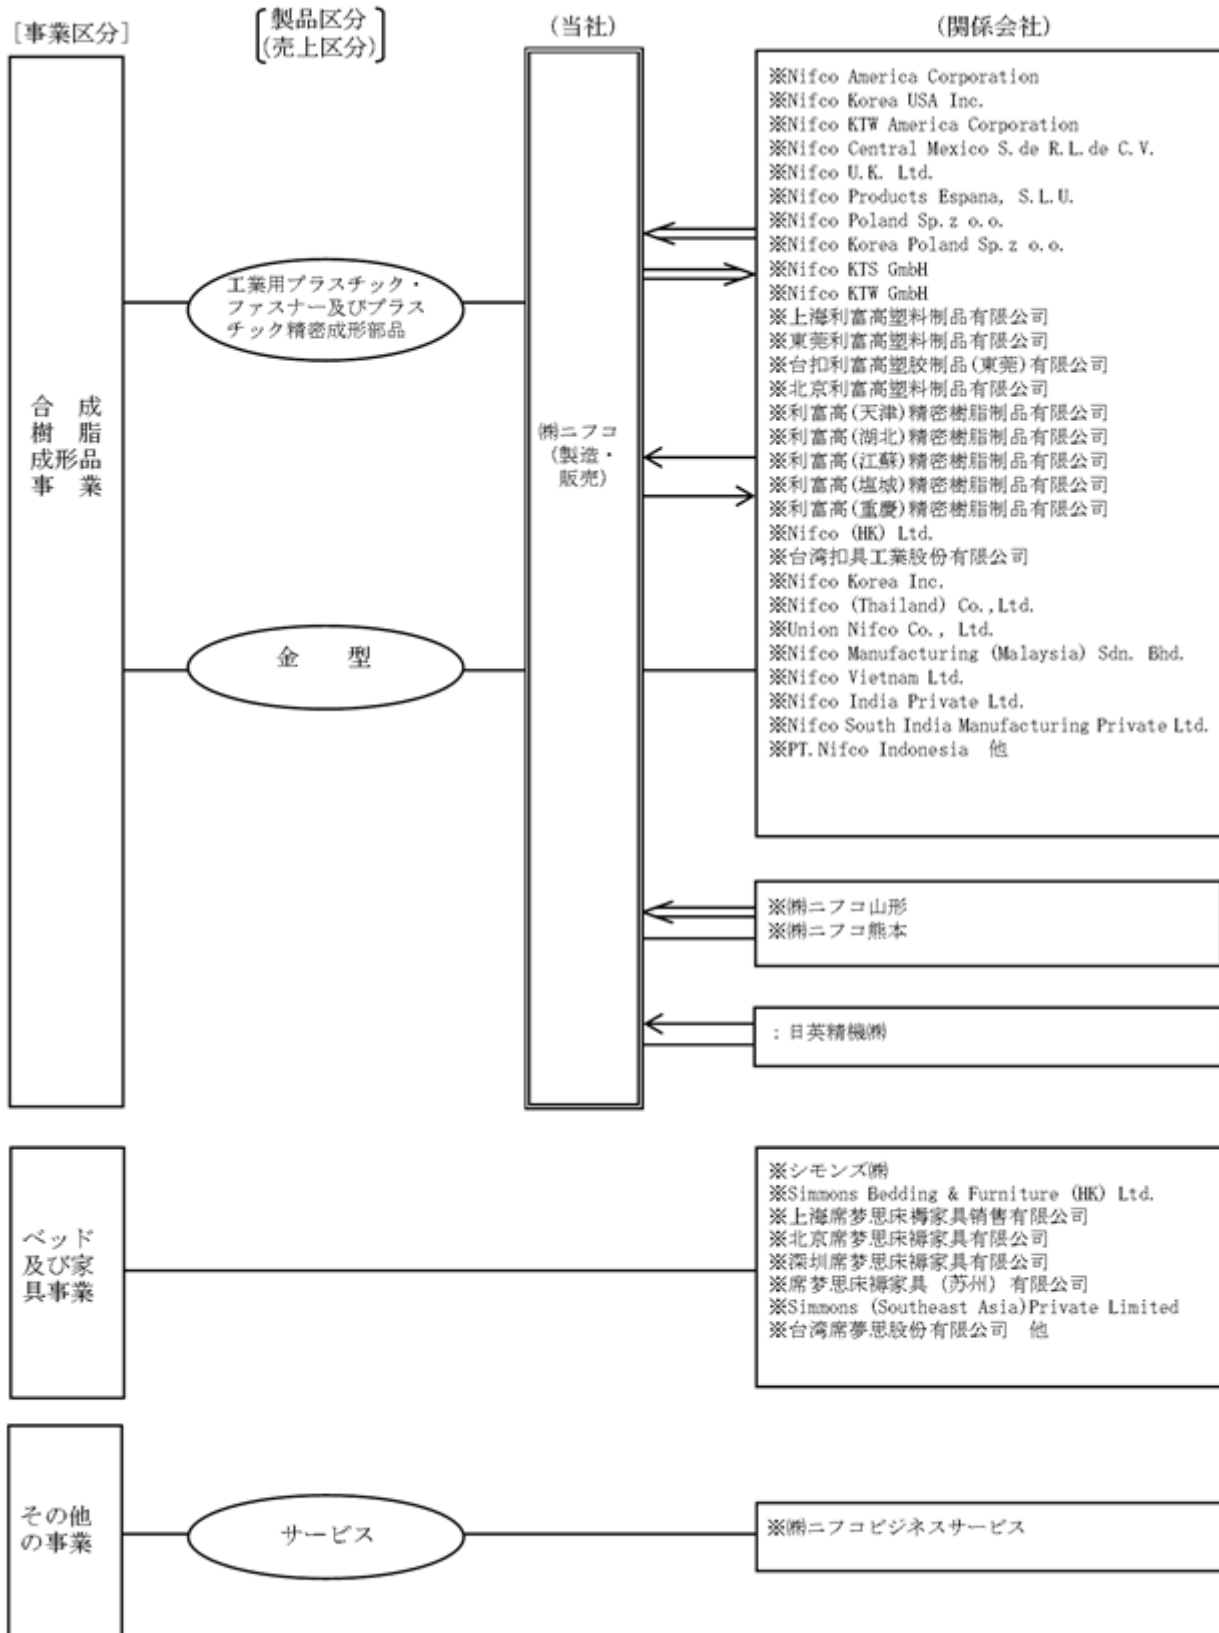 [事業区分]
製品区分
(売上区分)
(当社)
(関係会社)
合成
樹脂
成形品
事業
工業用プラスチック・
ファスナー及びプラス
チック精密成形部品
金型
㈱ニフコ
(製造・
販売)
※Nifco America Corporation
※Nifco Korea USA Inc.
※Nifco KTW America Corporation
※Nifco Central Mexico S.de R.L.de C.V.
※Nifco U.K. Ltd.
※Nifco Products Espana, S.L.U.
※Nifco Poland Sp.z o.o.
※Nifco Korea Poland Sp.z o.o.
※Nifco KTS GmbH
※Nifco KTW GmbH
※上海利富高塑料制品有限公司
※東莞利富高塑料制品有限公司
※台扣利富高塑胶制品(東莞)有限公司
※北京利富高塑料制品有限公司
※利富高(天津)精密樹脂制品有限公司
※利富高(湖北)精密樹脂制品有限公司
※利富高(江蘇)精密樹脂制品有限公司
※利富高(塩城)精密樹脂制品有限公司
※利富高(重慶)精密樹脂制品有限公司
※Nifco (HK) Ltd.
※台湾扣具工業股份有限公司
※Nifco Korea Inc.
※Nifco (Thailand) Co.,Ltd.
※Union Nifco Co., Ltd.
※Nifco Manufacturing (Malaysia) Sdn. Bhd.
※Nifco Vietnam Ltd.
※Nifco India Private Ltd.
※Nifco South India Manufacturing Private Ltd.
※PT.Nifco Indonesia 他
※㈱ニフコ山形
※㈱ニフコ熊本
：日英精機㈱
ベッド
及び家
具事業
※シモンズ㈱
※Simmons Bedding & Furniture (HK) Ltd.
※上海席梦思床褥家具销售有限公司
※北京席梦思床褥家具有限公司
※深圳席梦思床褥家具有限公司
※席梦思床褥家具（苏州）有限公司
※Simmons (Southeast Asia)Private Limited
※台湾席夢思股份有限公司 他
その他
の事業
サービス
※㈱ニフコビジネスサービス